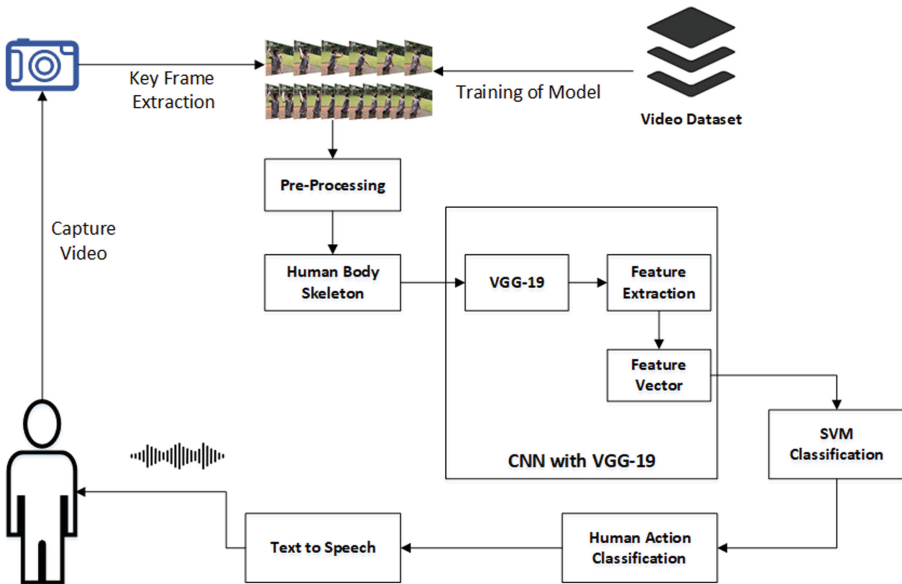 Key Frame
Extraction
Training of Model
Video Dataset
Pre-Processing
Capture
Video
Human Body
Skeleton
VGG-19
Feature
Extraction
Feature
Vector
CNN with VGG-19
SVM
Classification
Text to Speech
Human Action
Classification